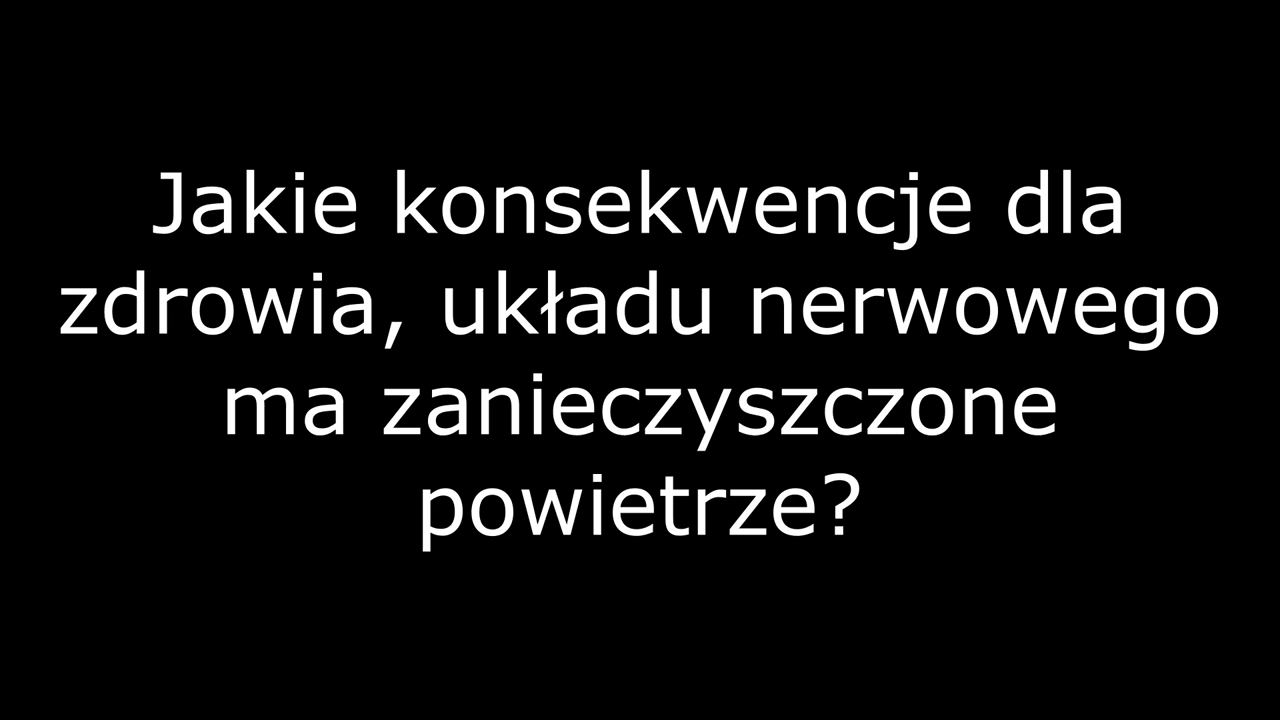 Jakie konsekwencje dla
zdrowia, układu nerwowego
ma zanieczyszczone
powietrze?